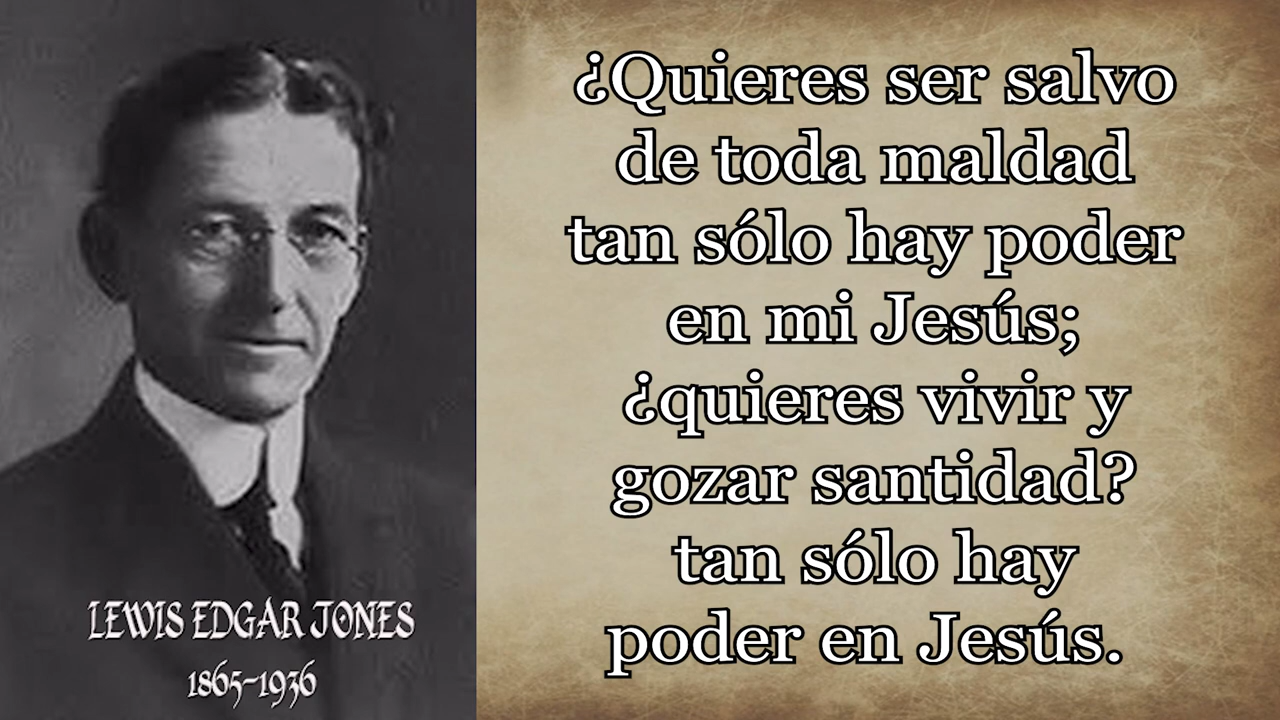 ¿Quieres ser salvo
de toda maldad
tan sólo hay poder
en mi Jesús;
¿quieres vivir y
gozar santidad?
tan sólo hay
poder en Jesús.
LEWIS EDGAR JONES
1865-1936